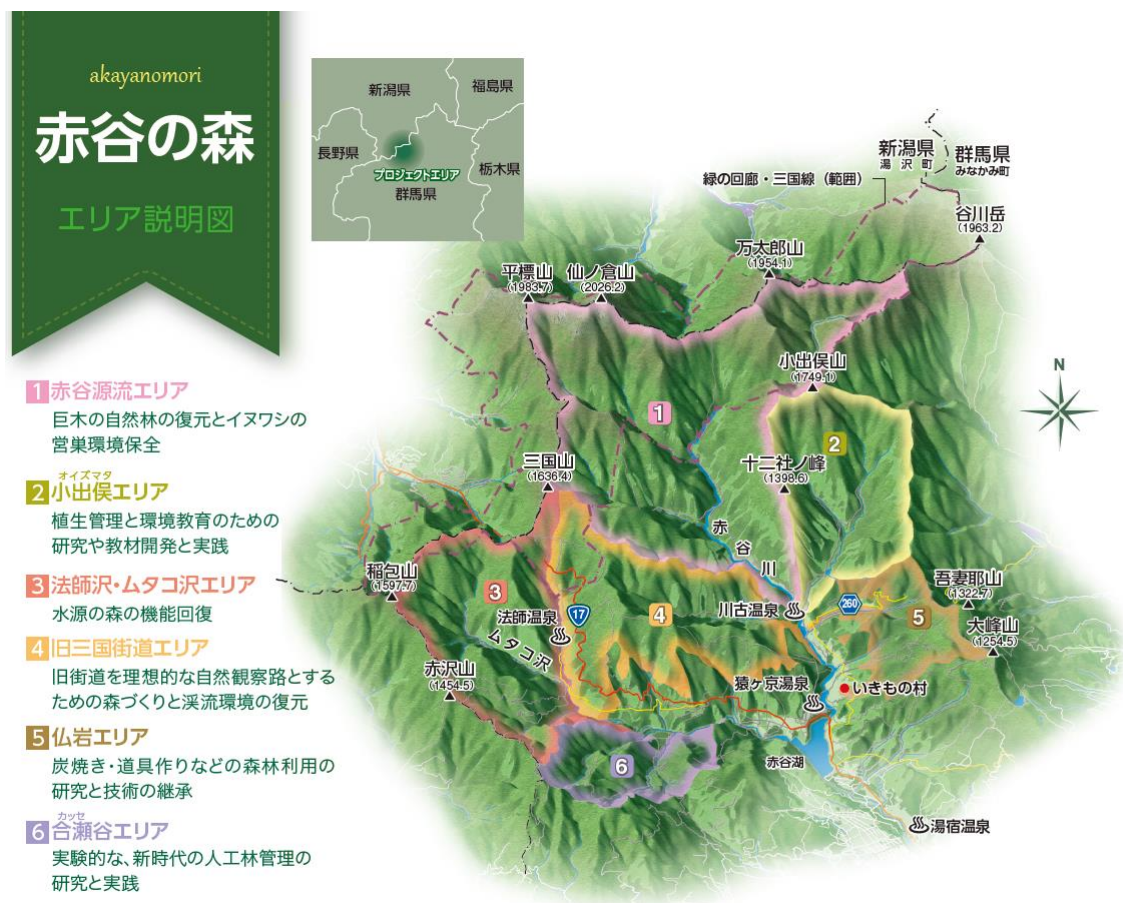 akayanomori
赤谷の森
エリア説明図
新潟県
福島県
長野県
栃木県
プロジェクトエリア
群馬県
1 赤谷源流エリア
巨木の自然林の復元とイヌワシの
営巣環境保全
オイズマタ
2 小出俣エリア
植生管理と環境教育のための
研究や教材開発と実践
3 法師沢・ムタコ沢エリア
水源の森の機能回復
4 旧三国街道エリア
旧街道を理想的な自然観察路とする
ための森づくりと渓流環境の復元
5 仏岩エリア
炭焼き・道具作りなどの森林利用の
研究と技術の継承
カッセ
6 合瀬谷エリア
実験的な、新時代の人工林管理の
研究と実践
新潟県
湯沢町
群馬県
みなかみ町
緑の回廊・三国線（範囲）
谷川岳
(1963.2)
万太郎山
(1954.1)
平標山
(1983.7)
仙ノ倉山
(2026.2)
小出俣山
(1749.1)
N
1
2
三国山
(1636.4)
十二社ノ峰
(1398.6)
赤谷川
稲包山
(1597.7)
3
法師温泉
17
4
川古温泉
260
5
吾妻耶山
(1322.7)
大峰山
(1254.5)
ムタコ沢
赤沢山
(1454.5)
猿ヶ京温泉
いきもの村
6
赤谷湖
湯宿温泉